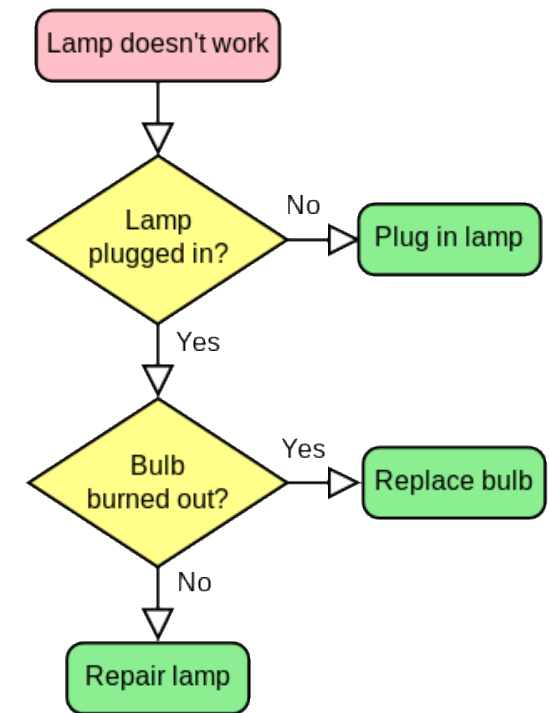 Lamp doesn't work
Lamp
plugged in?
No
Plug in lamp
Yes
Bulb
burned out?
Yes
Replace bulb
No
Repair lamp